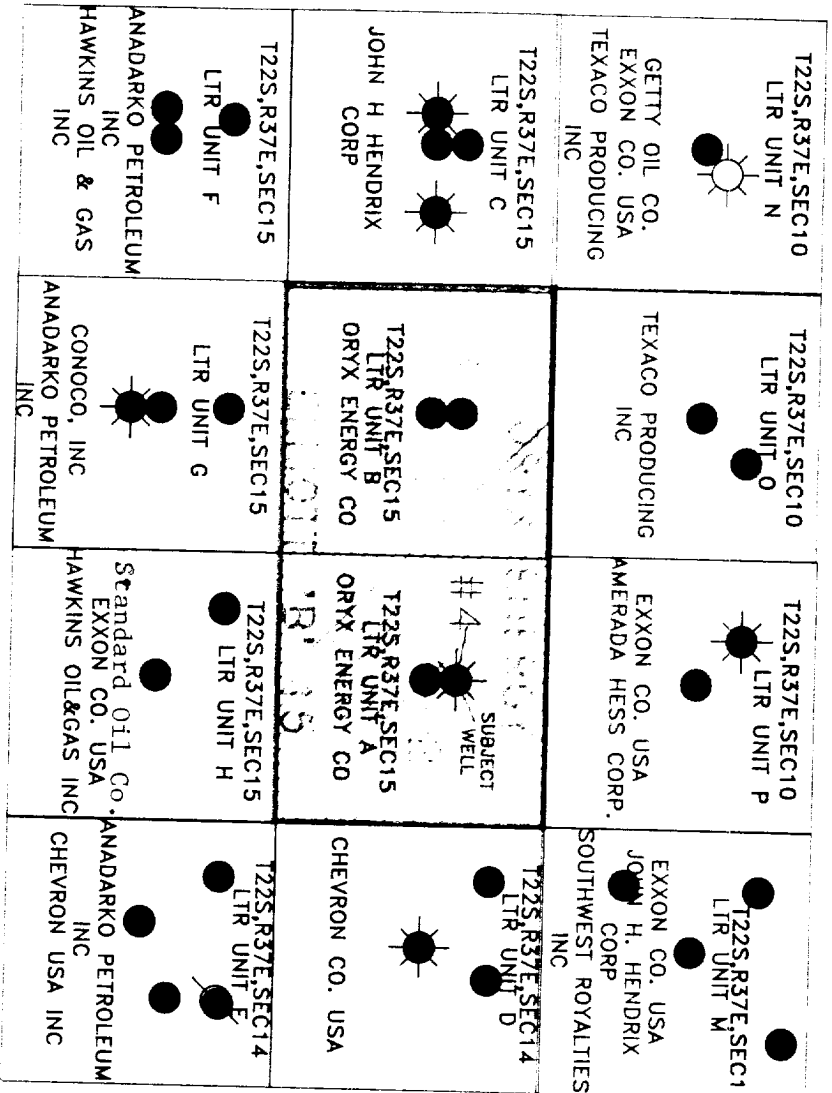 T22S,R37E,SEC10
LTR UNIT N
GETTY OIL CO.
EXXON CO. USA
TEXACO PRODUCING
INC
T22S,R37E,SEC10
LTR UNIT O
TEXACO PRODUCING
INC
T22S,R37E,SEC10
LTR UNIT P
EXXON CO. USA
AMERADA HESS CORP.
T22S,R37E,SEC1
LTR UNIT M
EXXON CO. USA
JOHN H. HENDRIX
CORP
SOUTHWEST ROYALTIES
INC
T22S,R37E,SEC15
LTR UNIT C
JOHN H HENDRIX
CORP
T22S,R37E,SEC15
LTR UNIT B
ORYX ENERGY CO
#4
SUBJECT
WELL
T22S,R37E,SEC15
LTR UNIT A
ORYX ENERGY CO
T22S,R37E,SEC14
LTR UNIT D
CHEVRON CO. USA
T22S,R37E,SEC15
LTR UNIT F
ANADARKO PETROLEUM
INC
HAWKINS OIL & GAS
INC
T22S,R37E,SEC15
LTR UNIT G
CONOCO, INC
ANADARKO PETROLEUM
INC
T22S,R37E,SEC15
LTR UNIT H
Standard Oil Co.
EXXON CO. USA
HAWKINS OIL&GAS INC
T22S,R37E,SEC14
LTR UNIT E
ANADARKO PETROLEUM
INC
CHEVRON USA INC